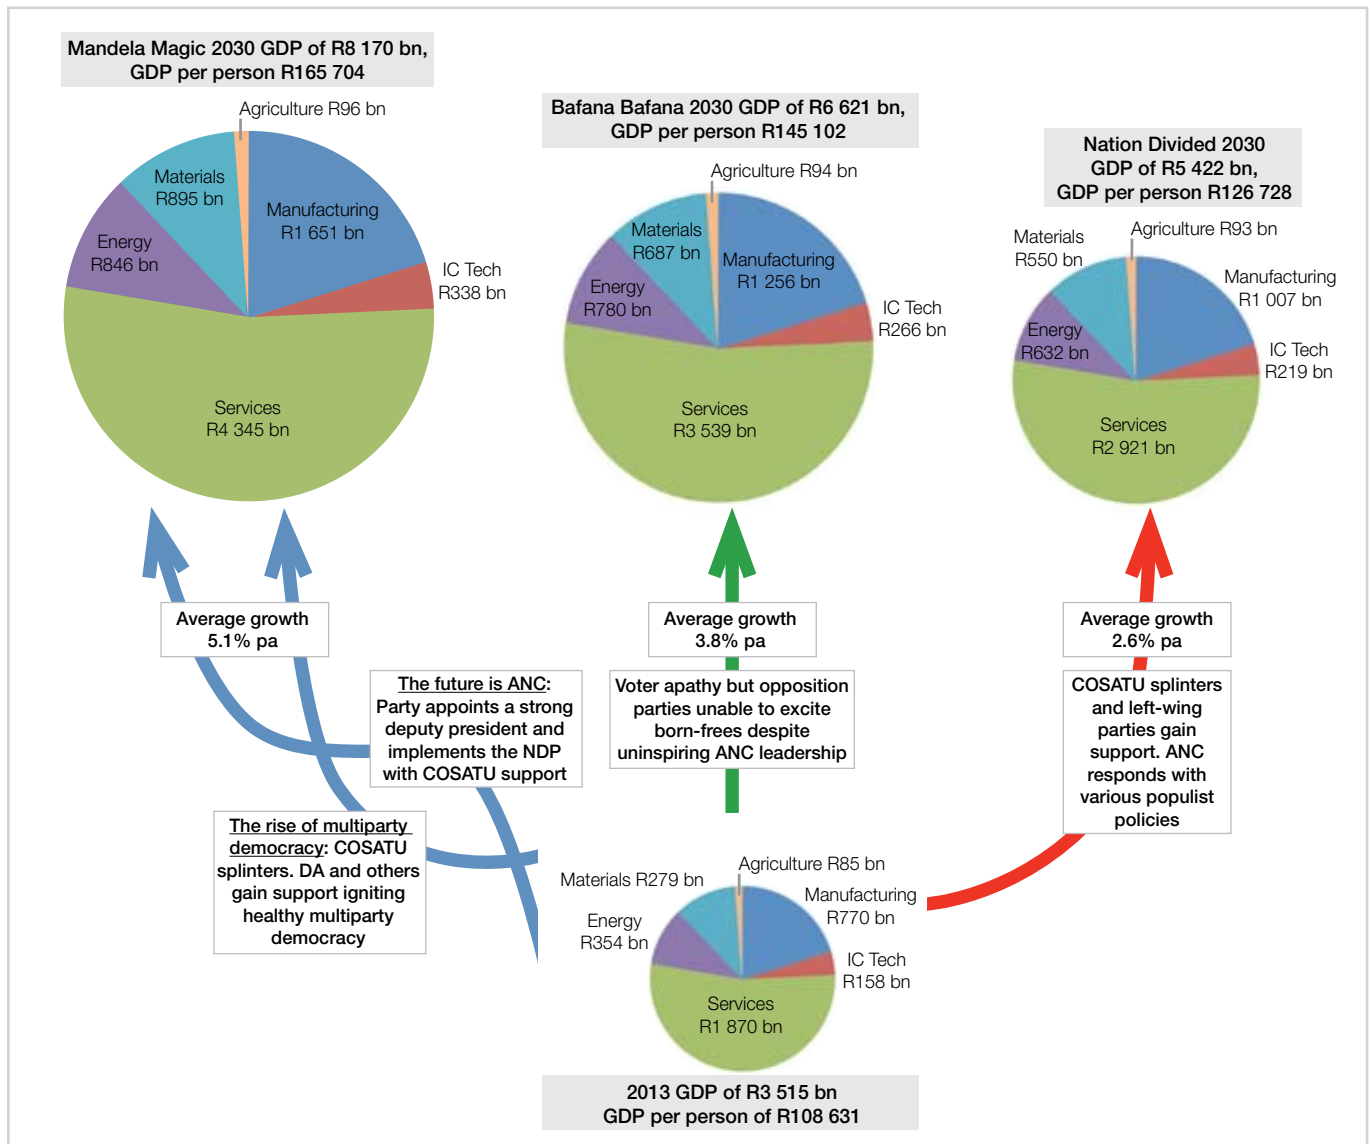 Mandela Magic 2030 GDP of R8 170 bn,
GDP per person R165 704
Agriculture R96 bn
Materials
R895 bn
Manufacturing
R1 651 bn
Energy
R846 bn
IC Tech
R338 bn
Services
R4 345 bn
Bafana Bafana 2030 GDP of R6 621 bn,
GDP per person R145 102
Agriculture R94 bn
Materials
R687 bn
Manufacturing
R1 256 bn
Energy
R780 bn
IC Tech
R266 bn
Services
R3 539 bn
Nation Divided 2030
GDP of R5 422 bn,
GDP per person R126 728
Agriculture R93 bn
Materials
R550 bn
Manufacturing
R1 007 bn
Energy
R632 bn
IC Tech
R219 bn
Services
R2 921 bn
Average growth
5.1% pa
Average growth
3.8% pa
Average growth
2.6% pa
The future is ANC:
Party appoints a strong
deputy president and
implements the NDP
with COSATU support
Voter apathy but opposition
parties unable to excite
born-frees despite
uninspiring ANC leadership
COSATU splinters
and left-wing
parties gain
support. ANC
responds with
various populist
policies
The rise of multiparty
democracy: COSATU
splinters. DA and others
gain support igniting
healthy multiparty
democracy
Agriculture R85 bn
Materials R279 bn
Manufacturing
R770 bn
Energy
R354 bn
IC Tech
R158 bn
Services
R1 870 bn
2013 GDP of R3 515 bn
GDP per person of R108 631